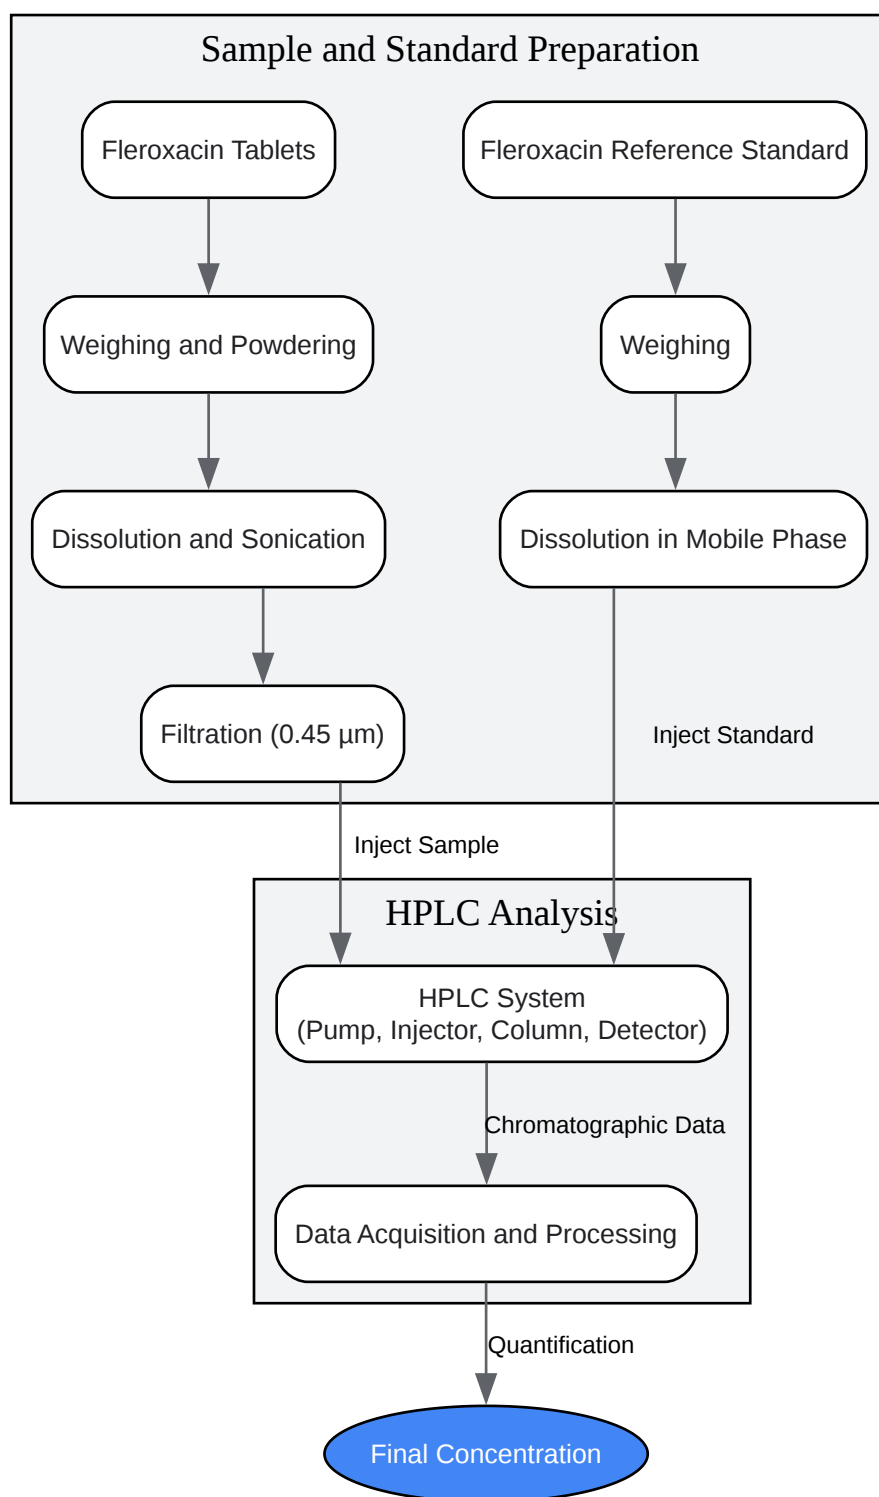 Sample and Standard Preparation
Fleroxacin Tablets
Fleroxacin Reference Standard
Weighing and Powdering
Weighing
Dissolution and Sonication
Dissolution in Mobile Phase
Filtration (0.45 µm)
Inject Standard
Inject Sample
HPLC Analysis
HPLC System
(Pump, Injector, Column, Detector)
Chromatographic Data
Data Acquisition and Processing
Quantification
Final Concentration